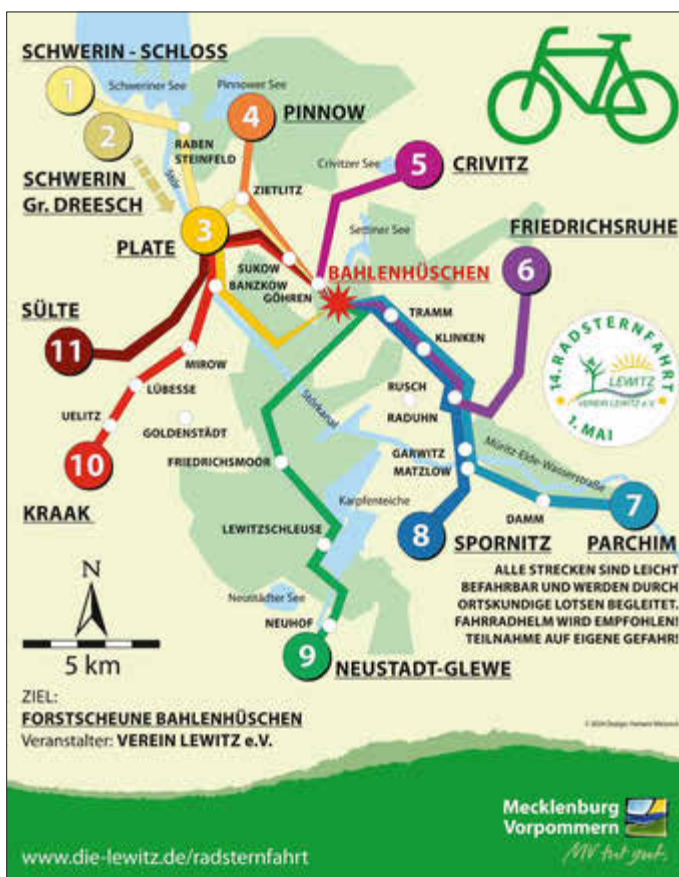 SCHWERIN - SCHLOSS
1
Schweriner See
Pinnower See
2
4
PINNOW
RABEN
STEINFELD
Crivitzer See
5
CRIVITZ
SCHWERIN
Gr. DREESCH
Stör
ZIETLITZ
3
PLATE
Settiner See
FRIEDRICHSRUHE
6
SUKOW
BANZKOW
GÖHREN
BAHLENHÜSCHEN
SÜLTE
11
TRAMM
KLINKEN
14. RADSTERNFAHRT
LEWITZ
VEREIN LEWITZ e.V.
1. MAI
MIROW
LÜBESSE
UELITZ
GOLDENSTÄDT
Störkanal
RUSCH
RADUHN
10
KRAAK
FRIEDRICHSMOOR
GARWITZ
MATZLOW
Müritz-Elde-Wasserstraße
Karpfenteiche
7
8
DAMM
LEWITZSCHLEUSE
SPORNITZ
PARCHIM
N
5 km
Neustädter See
NEUHOF
9
NEUSTADT-GLEWE
ALLE STRECKEN SIND LEICHT
BEFAHRBAR UND WERDEN DURCH
ORTSKUNDIGE LOTSEN BEGLEITET.
FAHRRADHELM WIRD EMPFOHLEN!
TEILNAHME AUF EIGENE GEFAHR!
ZIEL:
FORSTSCHEUNE BAHLENHÜSCHEN
Veranstalter: VEREIN LEWITZ e.V.
Mecklenburg
Vorpommern
MV tut gut.
www.die-lewitz.de/radsternfahrt